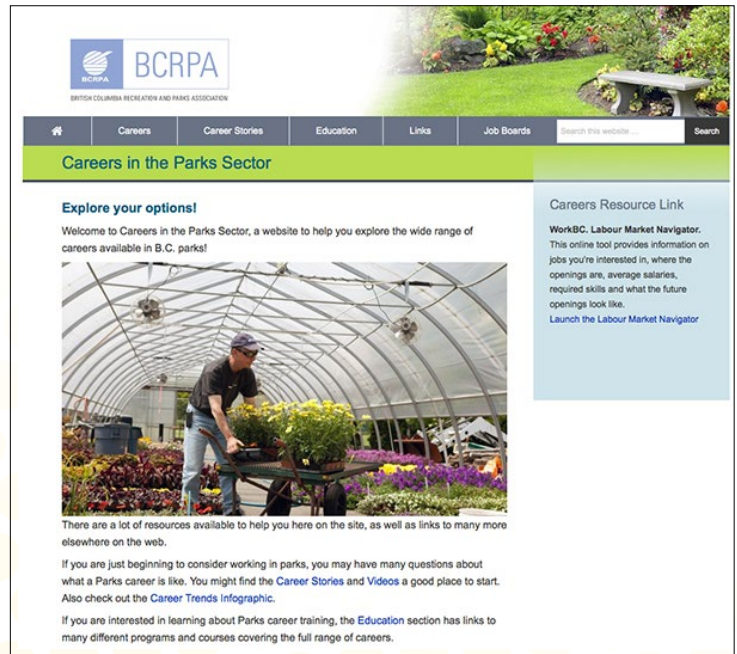 BCRPA
BCRPA
BRITISH COLUMBIA RECREATION AND PARKS ASSOCIATION
Careers
Career Stories
Education
Links
Job Boards
Search this website ...
Search
Careers in the Parks Sector
Explore your options!
Welcome to Careers in the Parks Sector, a website to help you explore the wide range of
careers available in B.C. parks!
There are a lot of resources available to help you here on the site, as well as links to many more
elsewhere on the web.
If you are just beginning to consider working in parks, you may have many questions about
what a Parks career is like. You might find the Career Stories and Videos a good place to start.
Also check out the Career Trends Infographic.
If you are interested in learning about Parks career training, the Education section has links to
many different programs and courses covering the full range of careers.
Careers Resource Link
WorkBC. Labour Market Navigator.
This online tool provides information on
jobs you're interested in, where the
openings are, average salaries,
required skills and what the future
openings look like.
Launch the Labour Market Navigator